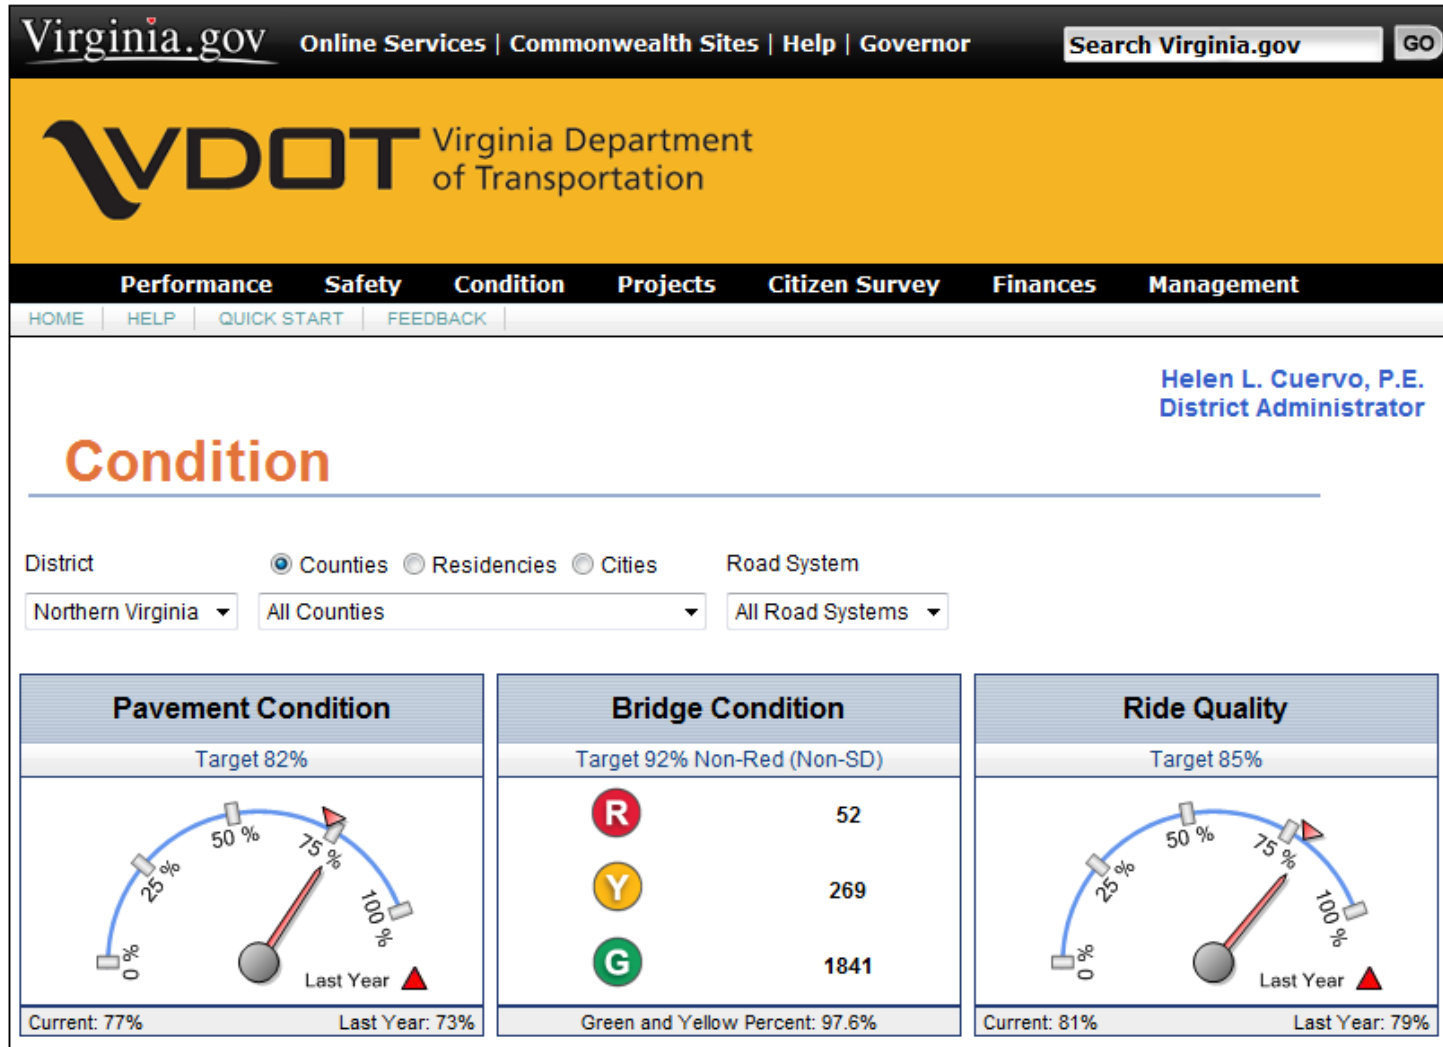 Virginia.gov Online Services | Commonwealth Sites | Help | Governor Search Virginia.gov GO
VDOT Virginia Department
of Transportation
Performance Safety Condition Projects Citizen Survey Finances Management
HOME HELP QUICK START FEEDBACK
Helen L. Cuervo, P.E.
District Administrator
Condition
District Counties Residencies Cities Road System
Northern Virginia All Counties All Road Systems
Pavement Condition
Target 82%
0 %
25 %
50 %
75 %
100 %
Last Year
Current: 77% Last Year: 73%
Bridge Condition
Target 92% Non-Red (Non-SD)
R 52
Y 269
G 1841
Green and Yellow Percent: 97.6%
Ride Quality
Target 85%
0 %
25 %
50 %
75 %
100 %
Last Year
Current: 81% Last Year: 79%